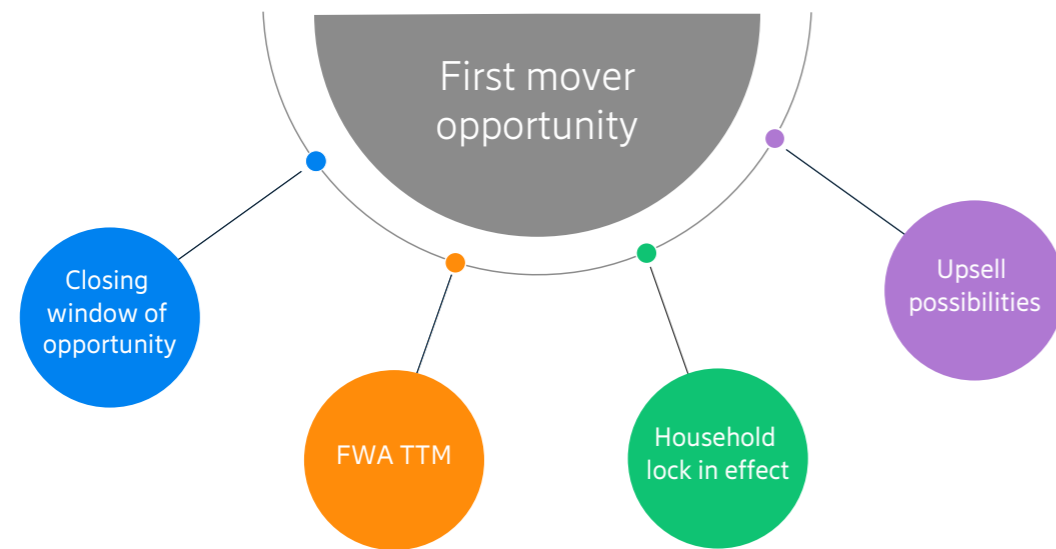 First mover
opportunity
Closing
window of
opportunity
FWA TTM
Household
lock in effect
Upsell
possibilities